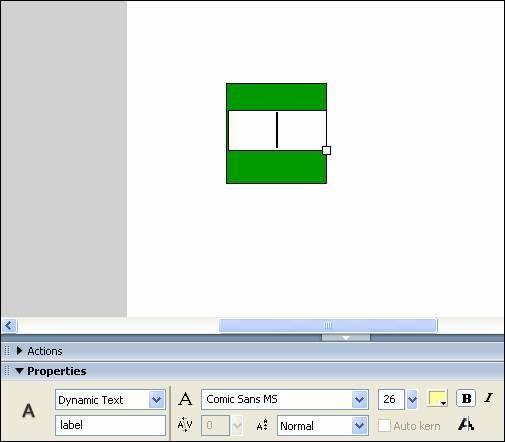 Actions
Properties
A Dynamic Text A Comic Sans MS 26 B I
label A V 0 Normal Auto kern